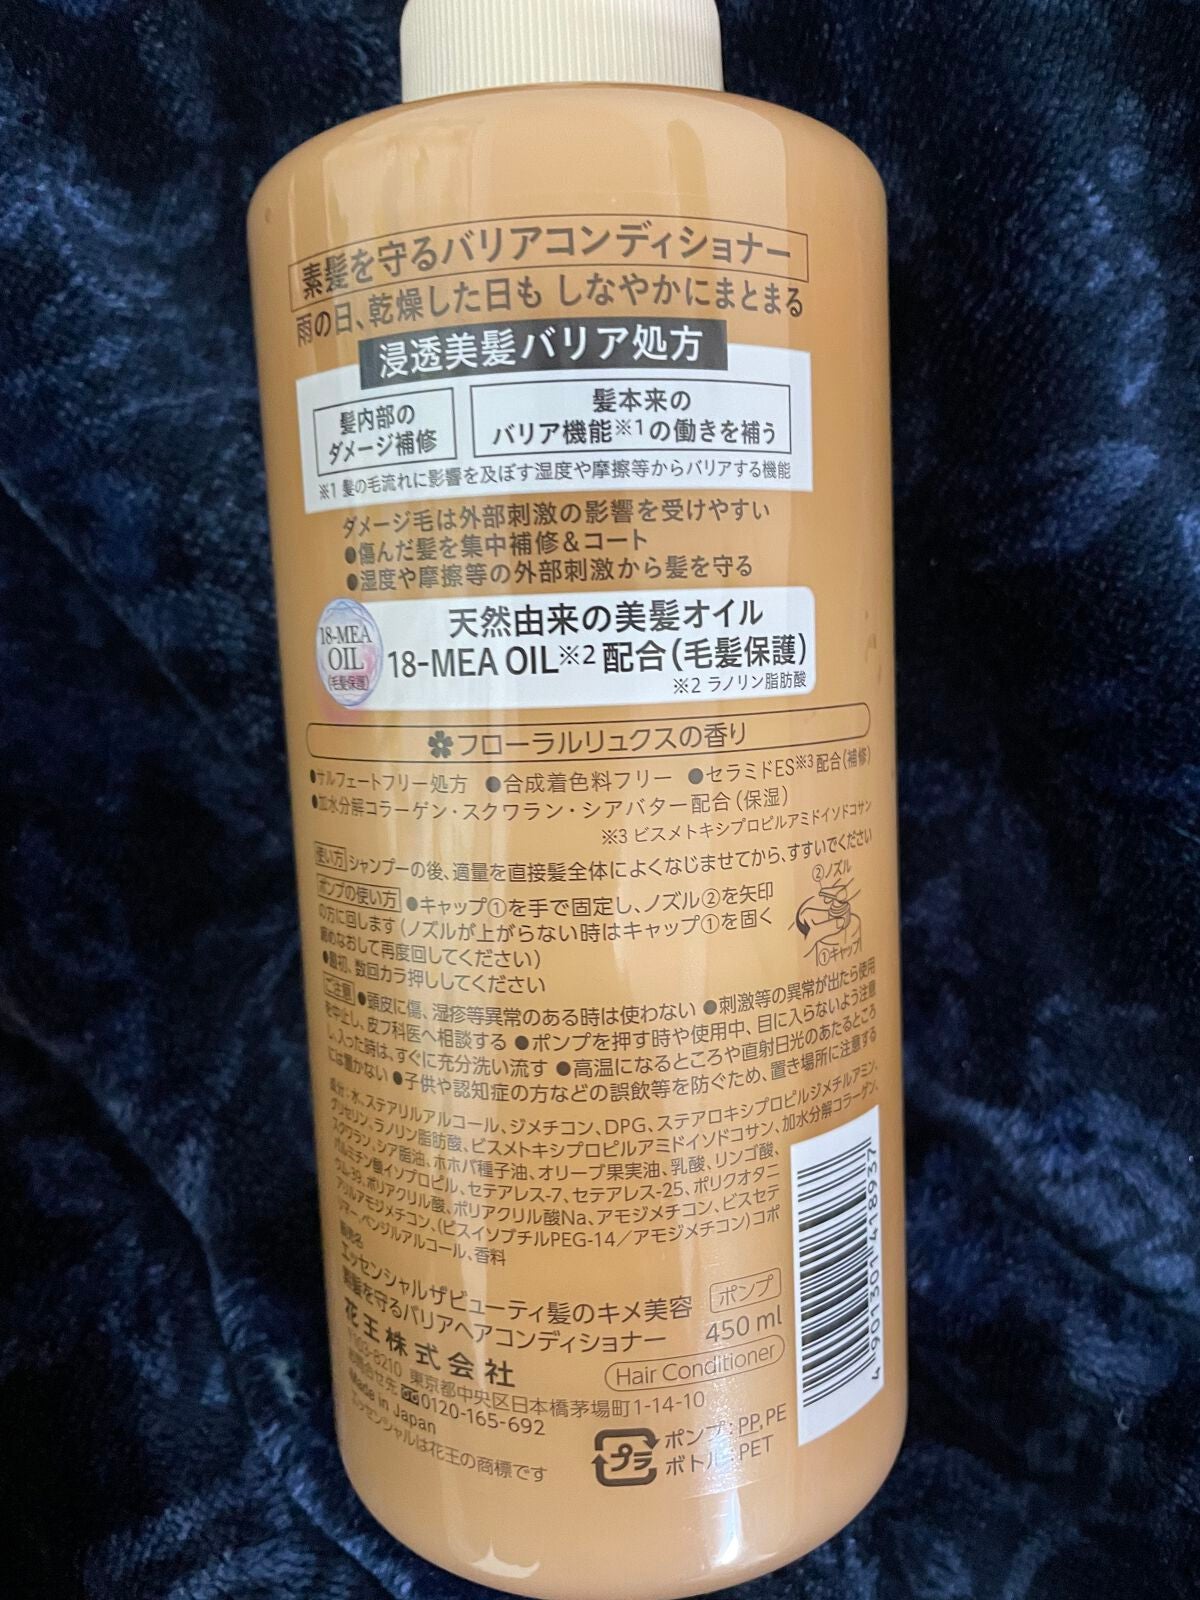 素髪を守るバリアコンディショナー
雨の日、乾燥した日も しなやかにまとまる
浸透美髪バリア処方
髪内部の
ダメージ補修
髪本来の
バリア機能※1の働きを補う
※1 髪の毛流れに影響を及ぼす湿度や摩擦等からバリアする機能
ダメージ毛は外部刺激の影響を受けやすい
●傷んだ髪を集中補修&コート
●湿度や摩擦等の外部刺激から髪を守る
18-MEA
OIL
(毛髪保護)
天然由来の美髪オイル
18-MEA OIL※2 配合(毛髪保護)
※2 ラノリン脂肪酸
フローラルリュクスの香り
●サルフェートフリー処方 ●合成着色料フリー ●セラミドES※3配合(補修)
●加水分解コラーゲン・スクワラン・シアバター配合(保湿)
※3 ビスメトキシプロピルアミドイソドコサン
使い方 シャンプーの後、適量を直接髪全体によくなじませてから、すすいでください
ポンプの使い方 ●キャップ①を手で固定し、ノズル②を矢印
の方に回します(ノズルが上がらない時はキャップ①を固く
締めなおして再度回してください)
●最初、数回カラ押ししてください
②ノズル
①キャップ
ご注意 ●頭皮に傷、湿疹等異常のある時は使わない ●刺激等の異常が出たら使用
を中止し、皮フ科医へ相談する ●ポンプを押す時や使用中、目に入らないよう注意
し、入った時は、すぐに充分洗い流す ●高温になるところや直射日光のあたるところ
には置かない ●子供や認知症の方などの誤飲等を防ぐため、置き場所に注意する
成分:水、ステアリルアルコール、ジメチコン、DPG、ステアロキシプロピルジメチルアミン、
グリセリン、ラノリン脂肪酸、ビスメトキシプロピルアミドイソドコサン、加水分解コラーゲン、
スクワラン、シア脂油、ホホバ種子油、オリーブ果実油、乳酸、リンゴ酸、
パルミチン酸イソプロピル、セテアレス-7、セテアレス-25、ポリクオタニ
ウム-39、ポリアクリル酸、ポリアクリル酸Na、アモジメチコン、ビスセテ
アリルアモジメチコン、(ビスイソブチルPEG-14/アモジメチコン)コポ
リマー、ベンジルアルコール、香料
販売名
エッセンシャルザビューティ髪のキメ美容
素髪を守るバリアヘアコンディショナー
ポンプ
450 ml
Hair Conditioner
花王株式会社
〒103-8210 東京都中央区日本橋茅場町1-14-10
お問合せ先 0120-165-692
Made in Japan
エッセンシャルは花王の商標です
プラ
ポンプ:PP,PE
ボトル:PET
4 901301 418937